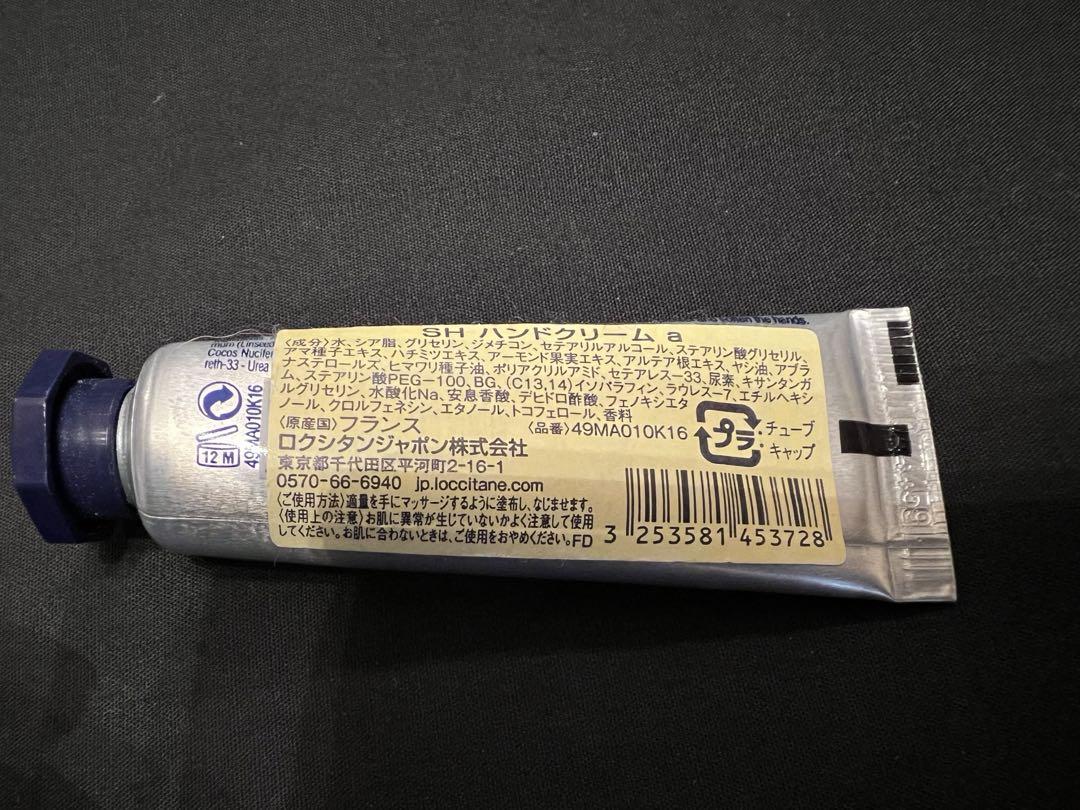 SH ハンドクリーム a
〈成分〉水、シア脂、グリセリン、ジメチコン、セテアリルアルコール、ステアリン酸グリセリル、
アマ種子エキス、ハチミツエキス、アーモンド果実エキス、アルテア根エキス、ヤシ油、アブラ
ナステロールズ、ヒマワリ種子油、ポリアクリルアミド、セテアレス-33、尿素、キサンタンガ
ム、ステアリン酸PEG-100、BG、(C13,14)イソパラフィン、ラウレス-7、エチルヘキシ
ルグリセリン、水酸化Na、安息香酸、デヒドロ酢酸、フェノキシエタ
ノール、クロルフェネシン、エタノール、トコフェロール、香料
〈原産国〉フランス 〈品番〉49MA010K16
ロクシタンジャポン株式会社
東京都千代田区平河町2-16-1
0570-66-6940 jp.loccitane.com
〈ご使用方法〉適量を手にマッサージするように塗布し、なじませます。
〈使用上の注意〉お肌に異常が生じていないかよく注意して使用
してください。お肌に合わないときは、ご使用をおやめください。FD
プラ
チューブ
キャップ
3 253581 453728
(Linseed
Cocos Nucifer
reth-33 - Urea
12 M
49MA010K16
the hands.